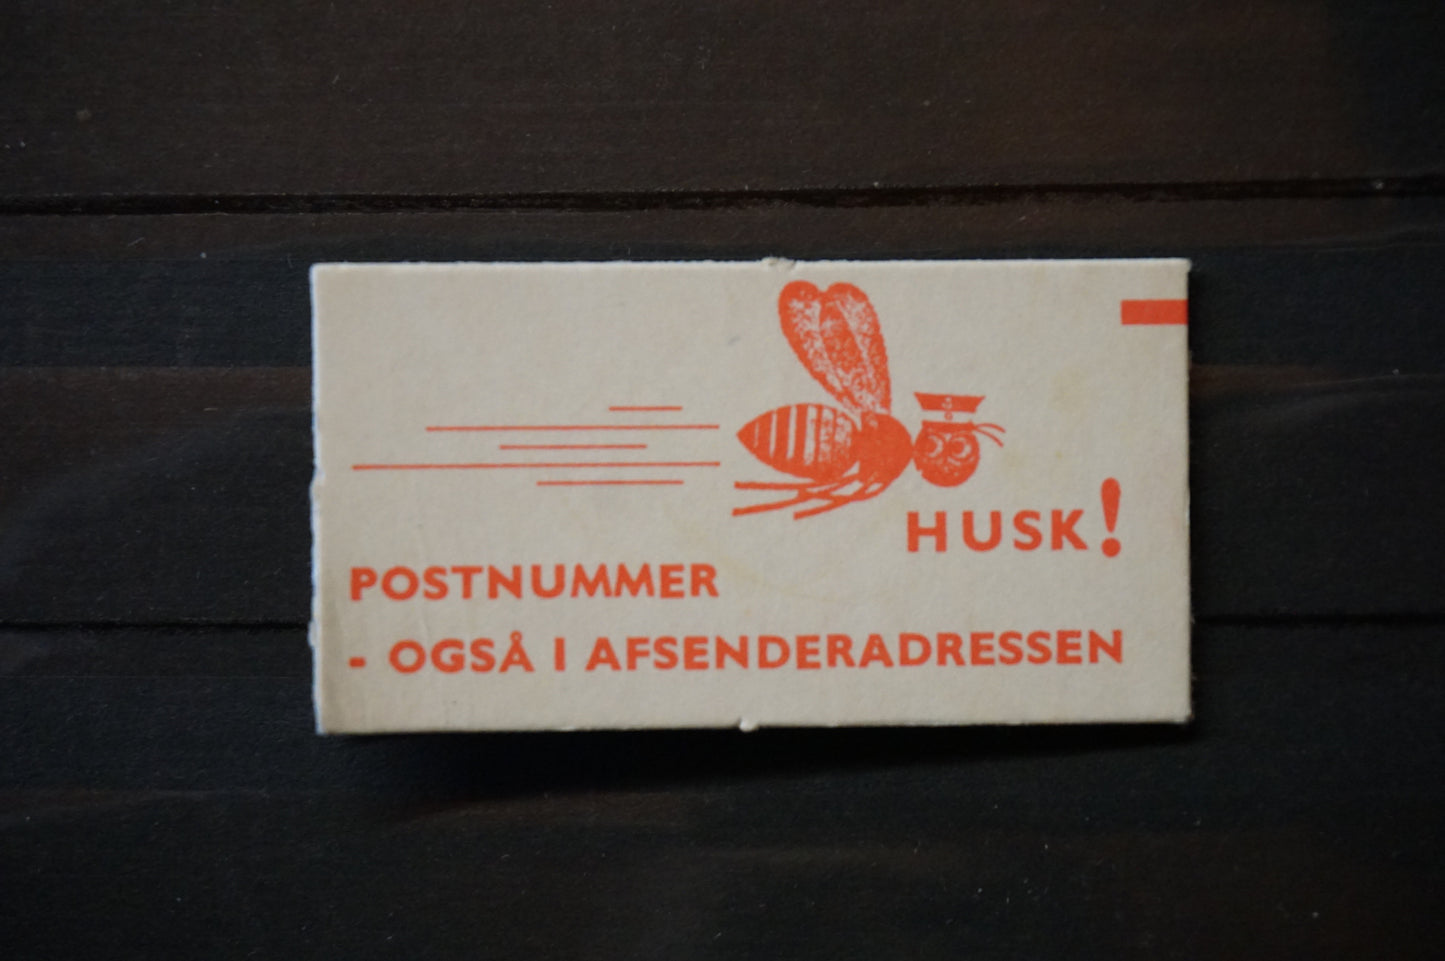 HUSK!
POSTNUMMER
- OGSÅ I AFSENDERADRESSEN